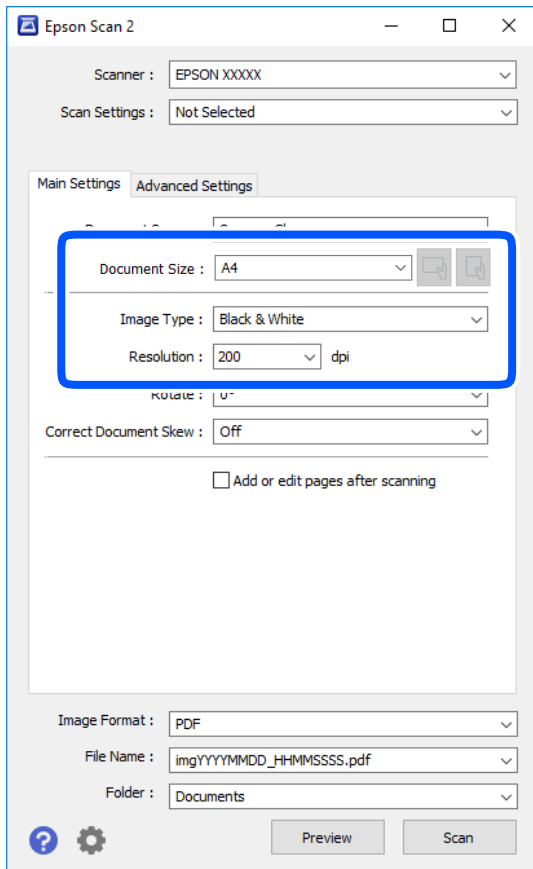 Epson Scan 2
Scanner : EPSON XXXXX
Scan Settings : Not Selected
Main Settings Advanced Settings
Document Size : A4
Image Type : Black & White
Resolution : 200 dpi
Rotate : 0°
Correct Document Skew : Off
Add or edit pages after scanning
Image Format : PDF
File Name : imgYYYYMMDD_HHMMSSSS.pdf
Folder : Documents
? Preview Scan